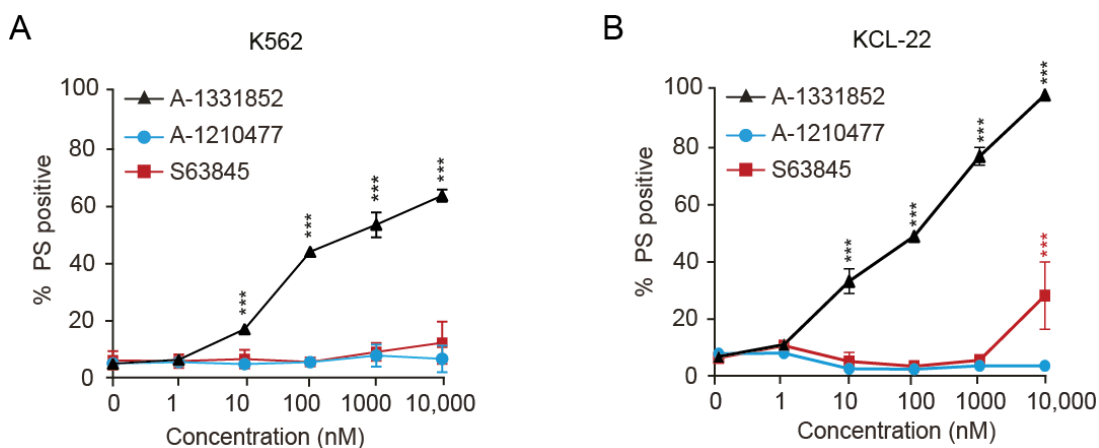 A
K562
100
80
60
40
20
0
% PS positive
A-1331852
A-1210477
S63845
***
***
***
***
0 1 10 100 1000 10,000
Concentration (nM)
B
KCL-22
100
80
60
40
20
0
% PS positive
A-1331852
A-1210477
S63845
***
***
***
***
***
0 1 10 100 1000 10,000
Concentration (nM)